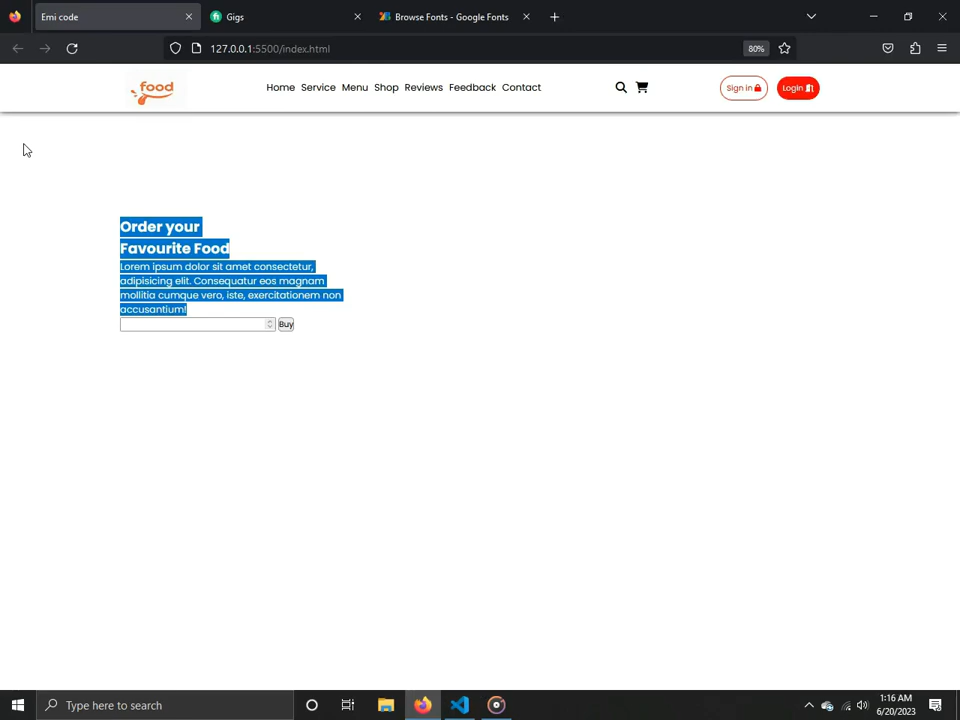 Emi code
Gigs
Browse Fonts - Google Fonts
127.0.0.1:5500/index.html
80%
food
Home Service Menu Shop Reviews Feedback Contact
Sign in
Login
Order your
Favourite Food
Lorem ipsum dolor sit amet consectetur,
adipisicing elit. Consequatur eos magnam
mollitia cumque vero, iste, exercitationem non
accusantium!
Buy
Type here to search
1:16 AM
6/20/2023